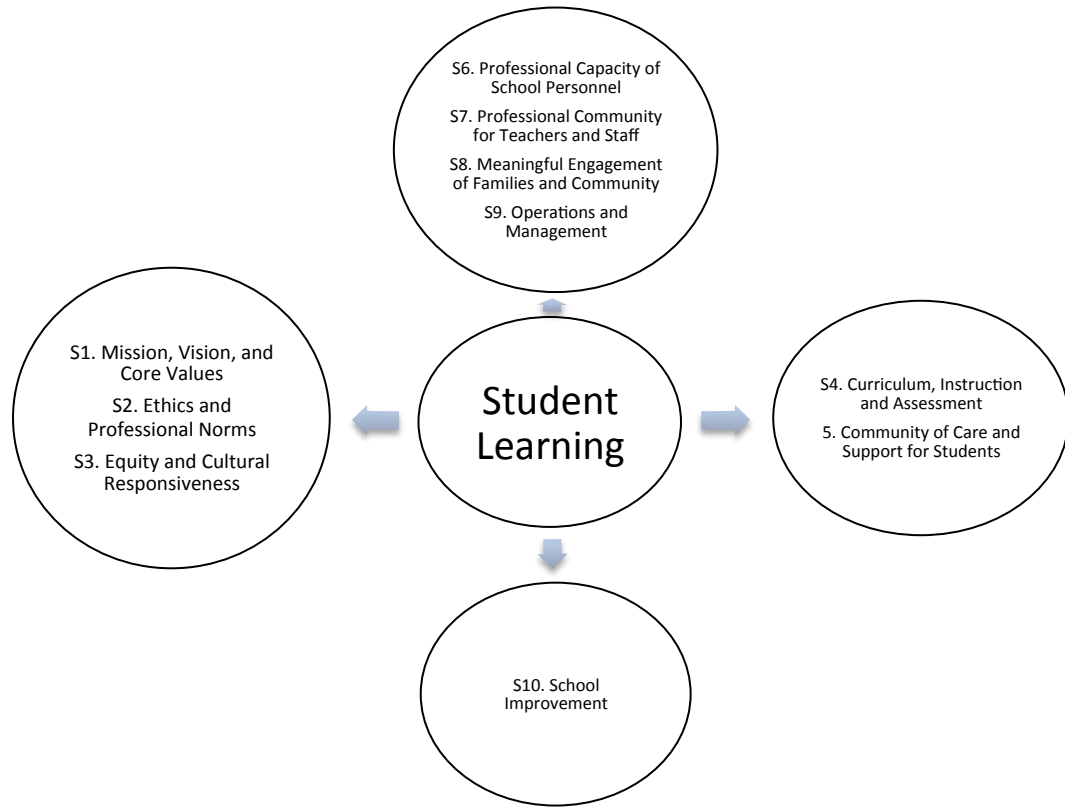 S6. Professional Capacity of
School Personnel
S7. Professional Community
for Teachers and Staff
S8. Meaningful Engagement
of Families and Community
S9. Operations and
Management
S1. Mission, Vision, and
Core Values
S2. Ethics and
Professional Norms
S3. Equity and Cultural
Responsiveness
Student
Learning
S4. Curriculum, Instruction
and Assessment
5. Community of Care and
Support for Students
S10. School
Improvement